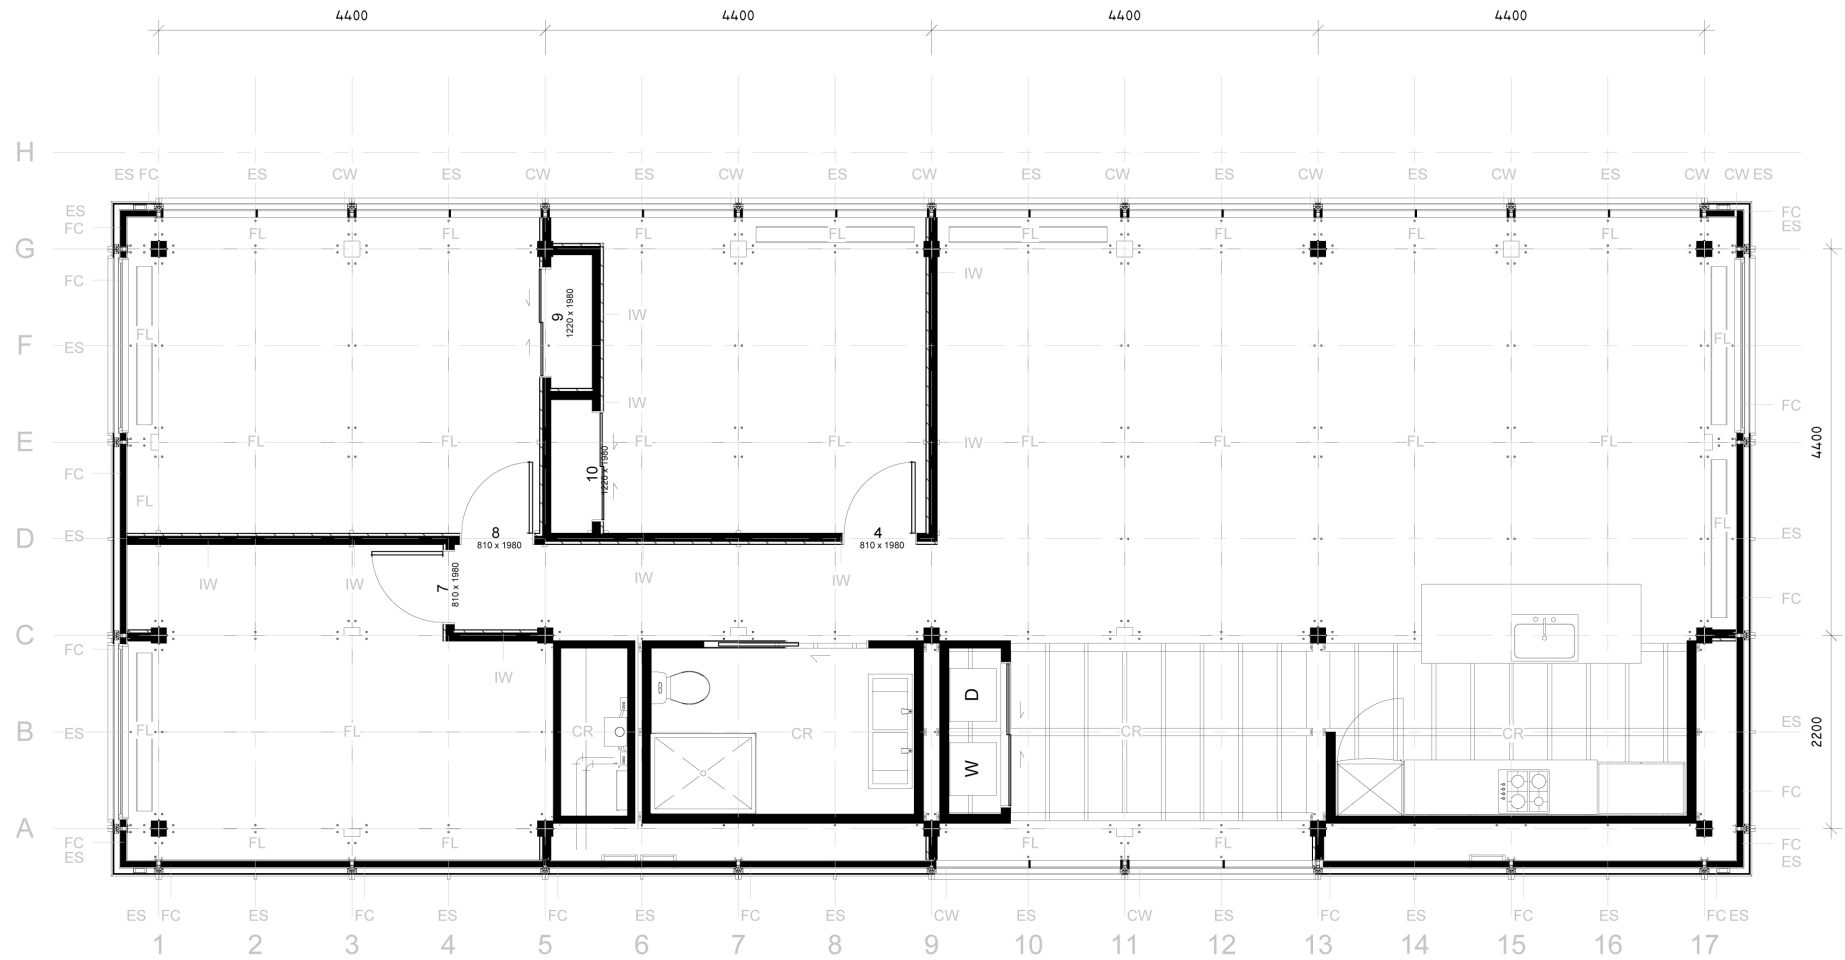 4400 4400 4400 4400
H
ES FC ES CW ES CW ES CW ES CW ES CW ES CW ES CW CW ES
ES FC
FC ES
FL FL FL FL FL FL FL FL
G
FC IW
9
1220 x 1980
IW
FL FL
F ES
IW FC
E FL FL FL FL IW FL FL FL FL
4400
FC FL
10
1220 x 1980
D ES
8
810 x 1980
4
810 x 1980
FL ES
7
810 x 1980
IW IW IW IW FC
C FC
IW
D
B ES FL FL CR CR CR CR ES
2200
W
FC
A FC ES FL FL FL FL FC ES
ES FC ES FC ES FC ES FC ES CW ES CW ES FC ES FC ES FC ES
1 2 3 4 5 6 7 8 9 10 11 12 13 14 15 16 17